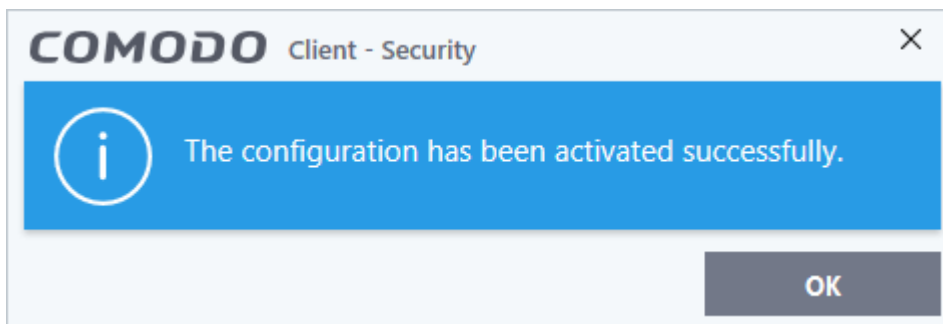 COMODO Client - Security
The configuration has been activated successfully.
OK